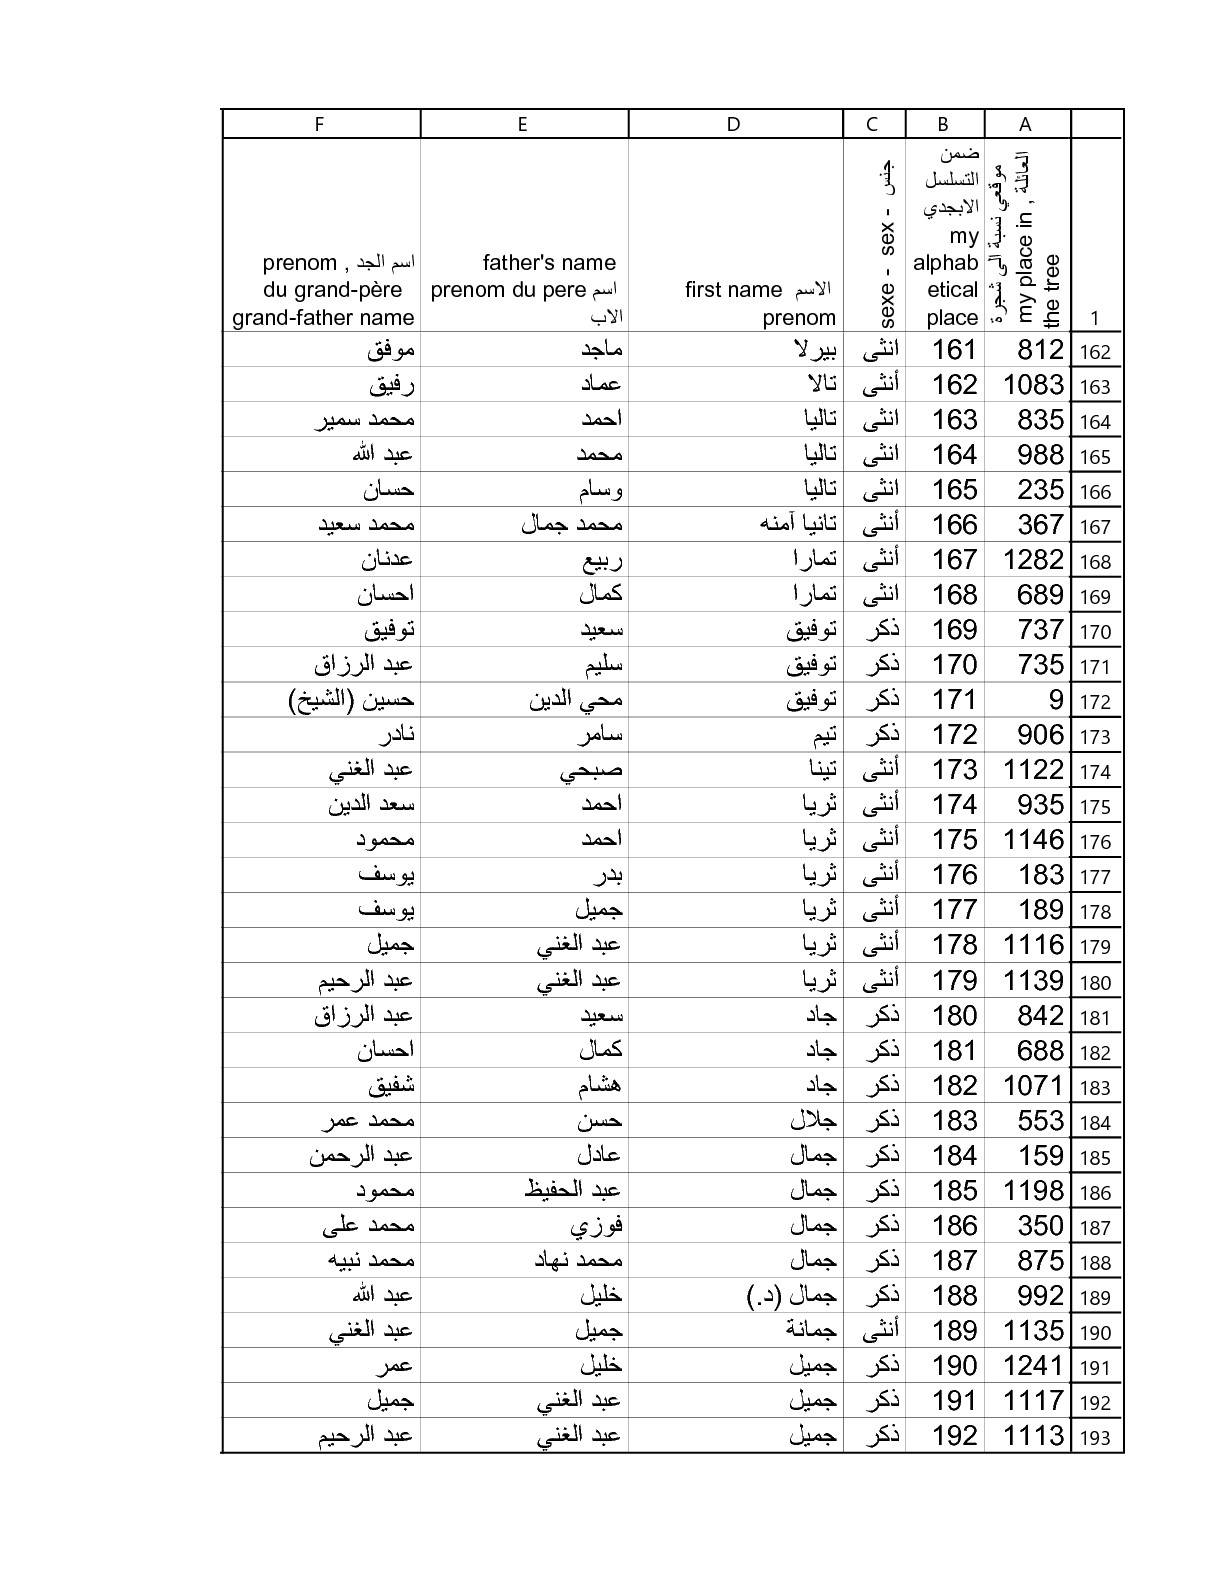 A B C D E F
1
موقعي نسبة الى شجرة
العائلة , my place in
the tree
ضمن
التسلسل
الابجدي
my
alphab
etical
place
sexe - sex - جنس
first name الاسم
prenom
father's name
prenom du pere اسم
الاب
prenom , اسم الجد
du grand-père
grand-father name
162 812 161 انثى بيرلا ماجد موفق
163 1083 162 أنثى تالا عماد رفيق
164 835 163 انثى تاليا احمد محمد سمير
165 988 164 انثى تاليا محمد عبد الله
166 235 165 انثى تاليا وسام حسان
167 367 166 أنثى تانيا آمنه محمد جمال محمد سعيد
168 1282 167 أنثى تمارا ربيع عدنان
169 689 168 انثى تمارا كمال احسان
170 737 169 ذكر توفيق سعيد توفيق
171 735 170 ذكر توفيق سليم عبد الرزاق
172 9 171 ذكر توفيق محي الدين حسين (الشيخ)
173 906 172 ذكر تيم سامر نادر
174 1122 173 أنثى تينا صبحي عبد الغني
175 935 174 أنثى ثريا احمد سعد الدين
176 1146 175 أنثى ثريا احمد محمود
177 183 176 أنثى ثريا بدر يوسف
178 189 177 أنثى ثريا جميل يوسف
179 1116 178 أنثى ثريا عبد الغني جميل
180 1139 179 أنثى ثريا عبد الغني عبد الرحيم
181 842 180 ذكر جاد سعيد عبد الرزاق
182 688 181 ذكر جاد كمال احسان
183 1071 182 ذكر جاد هشام شفيق
184 553 183 ذكر جلال حسن محمد عمر
185 159 184 ذكر جمال عادل عبد الرحمن
186 1198 185 ذكر جمال عبد الحفيظ محمود
187 350 186 ذكر جمال فوزي محمد على
188 875 187 ذكر جمال محمد نهاد محمد نبيه
189 992 188 ذكر جمال (د.) خليل عبد الله
190 1135 189 أنثى جمانة جميل عبد الغني
191 1241 190 ذكر جميل خليل عمر
192 1117 191 ذكر جميل عبد الغني جميل
193 1113 192 ذكر جميل عبد الغني عبد الرحيم